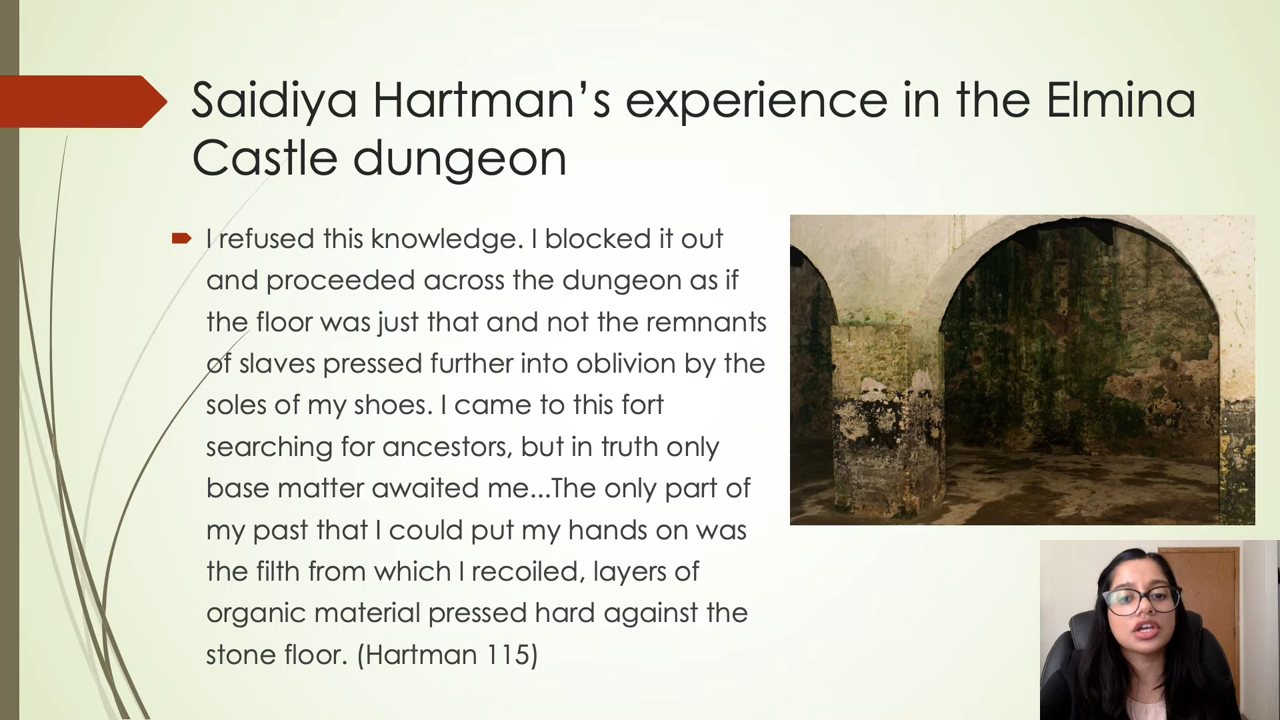 Saidiya Hartman’s experience in the Elmina
Castle dungeon
I refused this knowledge. I blocked it out
and proceeded across the dungeon as if
the floor was just that and not the remnants
of slaves pressed further into oblivion by the
soles of my shoes. I came to this fort
searching for ancestors, but in truth only
base matter awaited me...The only part of
my past that I could put my hands on was
the filth from which I recoiled, layers of
organic material pressed hard against the
stone floor. (Hartman 115)